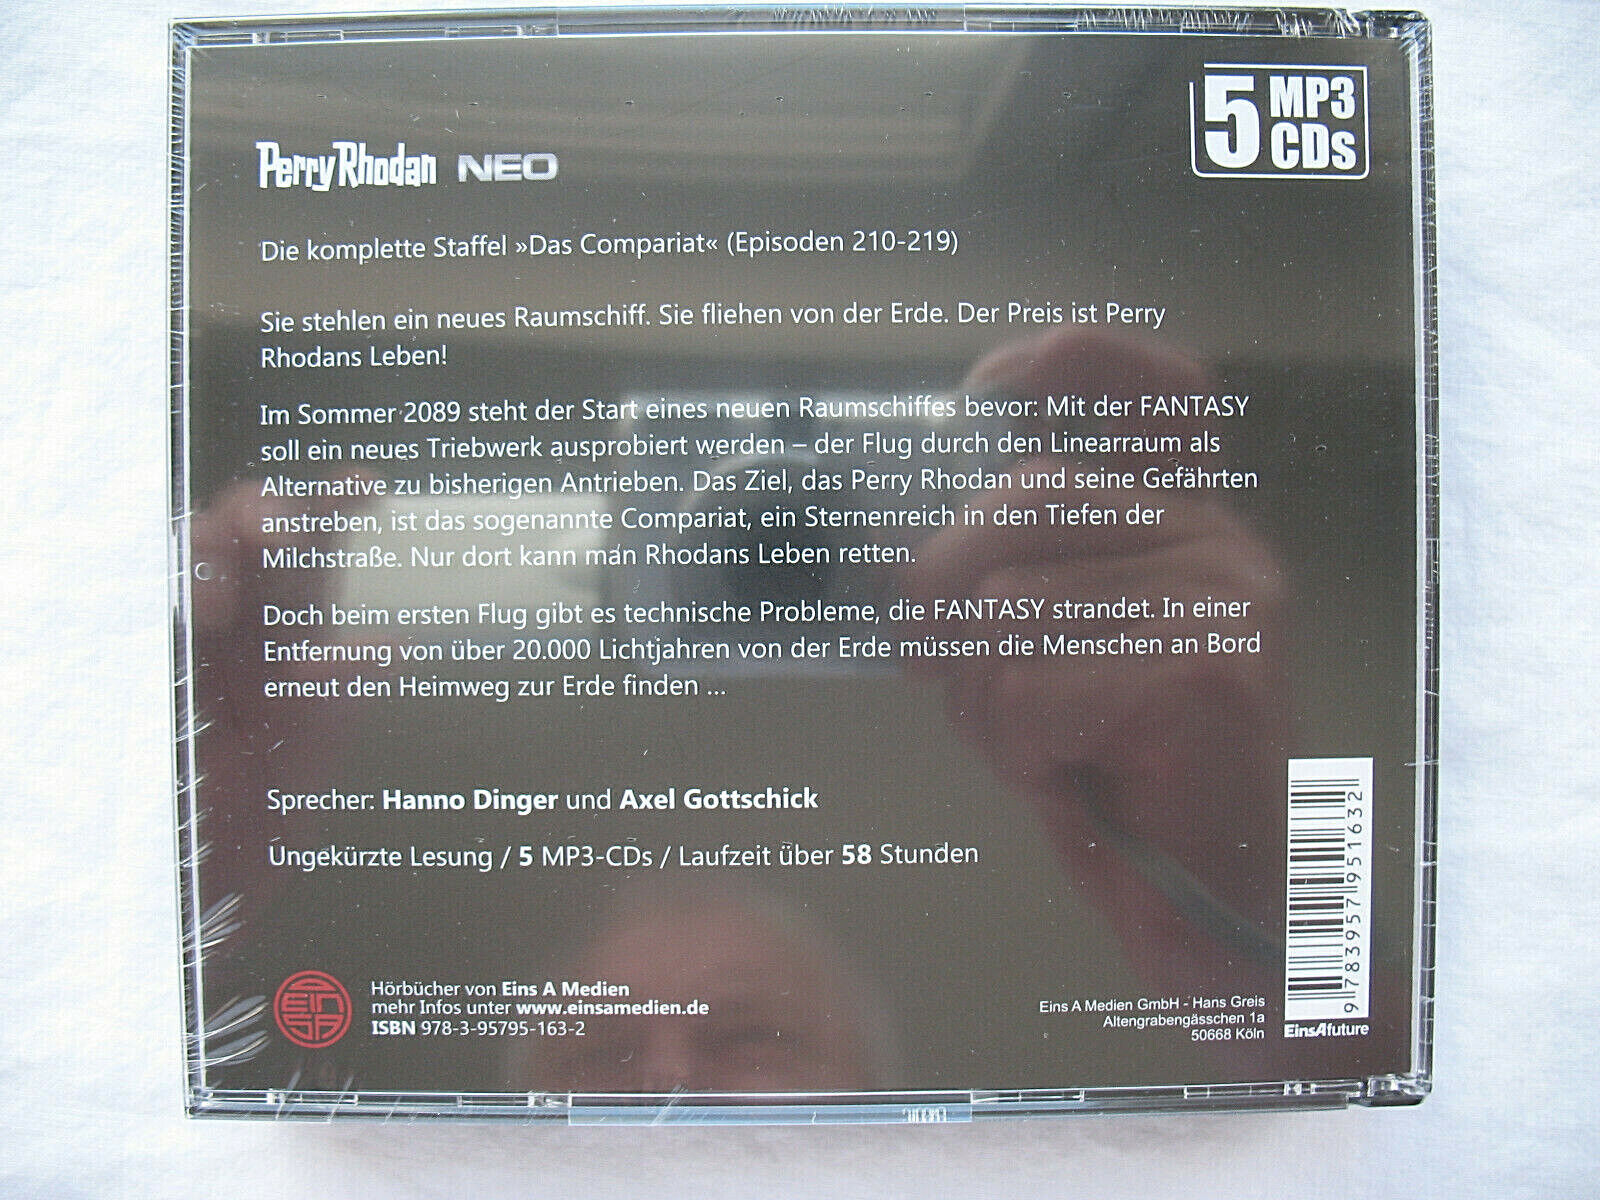 5 MP3
CDs
Perry Rhodan NEO
Die komplette Staffel »Das Compariat« (Episoden 210-219)
Sie stehlen ein neues Raumschiff. Sie fliehen von der Erde. Der Preis ist Perry
Rhodans Leben!
Im Sommer 2089 steht der Start eines neuen Raumschiffes bevor: Mit der FANTASY
soll ein neues Triebwerk ausprobiert werden – der Flug durch den Linearraum als
Alternative zu bisherigen Antrieben. Das Ziel, das Perry Rhodan und seine Gefährten
anstreben, ist das sogenannte Compariat, ein Sternenreich in den Tiefen der
Milchstraße. Nur dort kann man Rhodans Leben retten.
Doch beim ersten Flug gibt es technische Probleme, die FANTASY strandet. In einer
Entfernung von über 20.000 Lichtjahren von der Erde müssen die Menschen an Bord
erneut den Heimweg zur Erde finden ...
Sprecher: Hanno Dinger und Axel Gottschick
Ungekürzte Lesung / 5 MP3-CDs / Laufzeit über 58 Stunden
EINS A
Hörbücher von Eins A Medien
mehr Infos unter www.einsamedien.de
ISBN 978-3-95795-163-2
Eins A Medien GmbH - Hans Greis
Altengrabengässchen 1a
50668 Köln
9 783957 951632
EinsAfuture